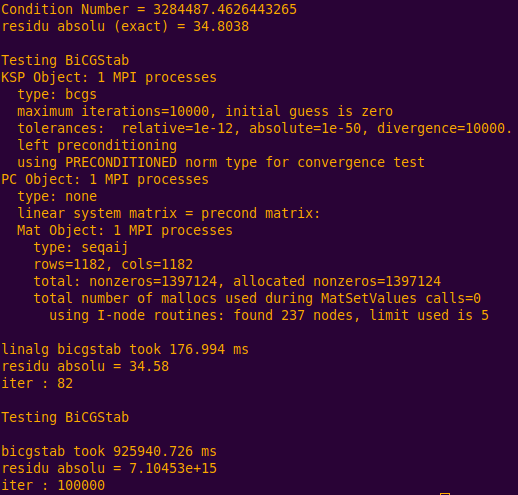 Condition Number = 3284487.4626443265
residu absolu (exact) = 34.8038
Testing BiCGStab
KSP Object: 1 MPI processes
type: bcgs
maximum iterations=10000, initial guess is zero
tolerances:  relative=1e-12, absolute=1e-50, divergence=10000.
left preconditioning
using PRECONDITIONED norm type for convergence test
PC Object: 1 MPI processes
type: none
linear system matrix = precond matrix:
Mat Object: 1 MPI processes
type: seqaij
rows=1182, cols=1182
total: nonzeros=1397124, allocated nonzeros=1397124
total number of mallocs used during MatSetValues calls=0
using I-node routines: found 237 nodes, limit used is 5
linalg bicgstab took 176.994 ms
residu absolu = 34.58
iter : 82
Testing BiCGStab
bicgstab took 925940.726 ms
residu absolu = 7.10453e+15
iter : 100000